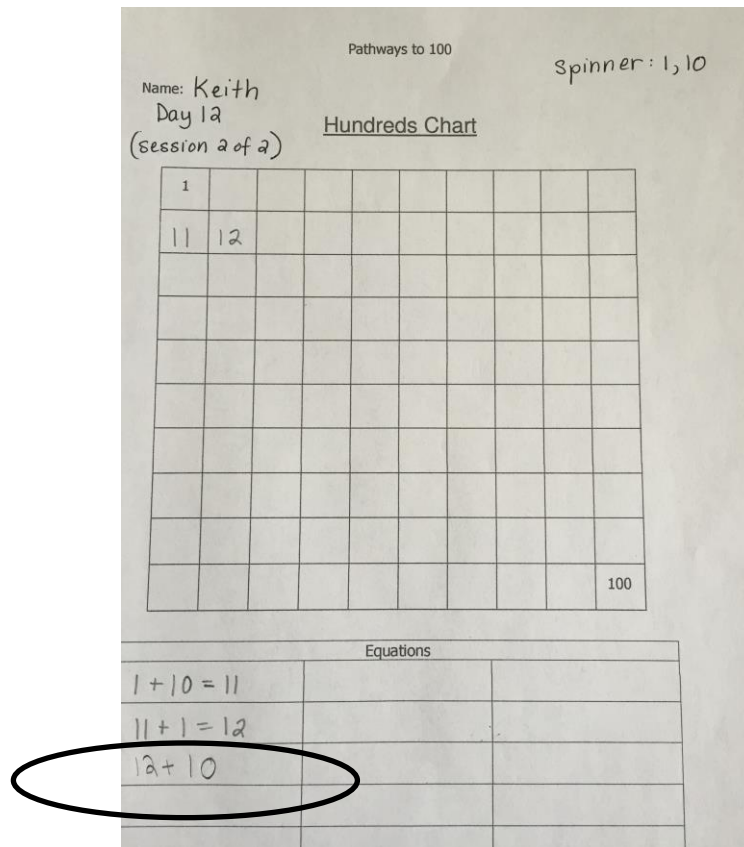 Pathways to 100
Spinner: 1, 10
Name: Keith
Day 12
(session 2 of 2)
Hundreds Chart
1
11 12
100
Equations
1 + 10 = 11
11 + 1 = 12
12 + 10